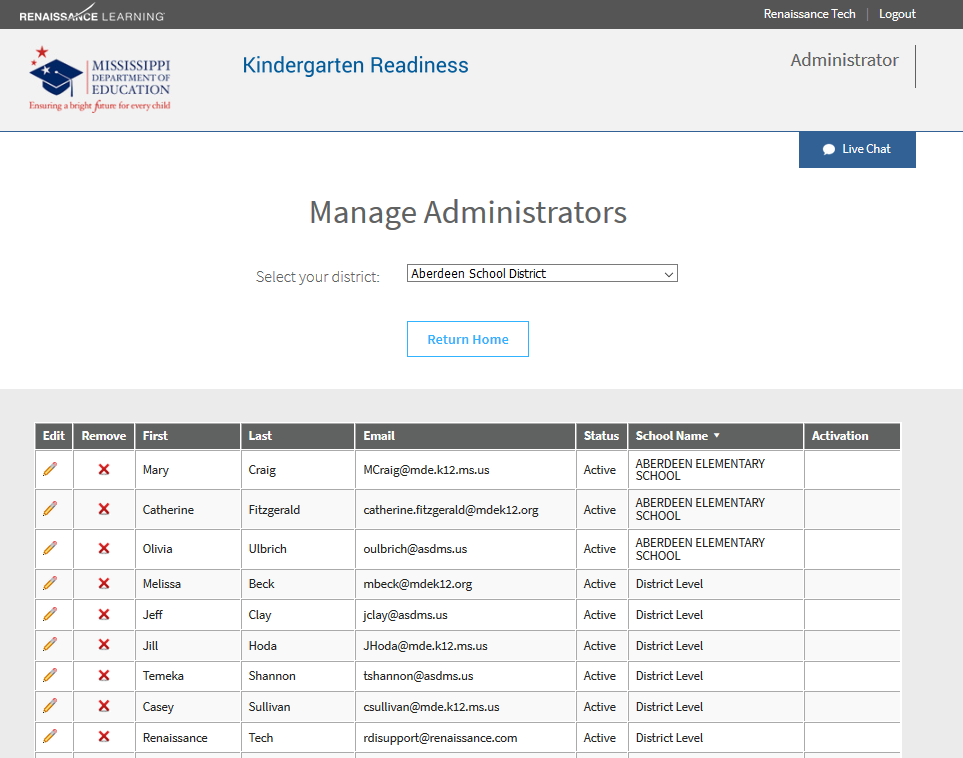 RENAISSANCE LEARNING
Renaissance Tech | Logout
MISSISSIPPI
DEPARTMENT OF
EDUCATION
Ensuring a bright future for every child
Kindergarten Readiness
Administrator
Live Chat
Manage Administrators
Select your district: Aberdeen School District
Return Home
Edit Remove First Last Email Status School Name Activation
Mary Craig MCraig@mde.k12.ms.us Active ABERDEEN ELEMENTARY
SCHOOL
Catherine Fitzgerald catherine.fitzgerald@mdek12.org Active ABERDEEN ELEMENTARY
SCHOOL
Olivia Ulbrich oulbrich@asdms.us Active ABERDEEN ELEMENTARY
SCHOOL
Melissa Beck mbeck@mdek12.org Active District Level
Jeff Clay jclay@asdms.us Active District Level
Jill Hoda JHoda@mde.k12.ms.us Active District Level
Temeka Shannon tshannon@asdms.us Active District Level
Casey Sullivan csullivan@mde.k12.ms.us Active District Level
Renaissance Tech rdisupport@renaissance.com Active District Level